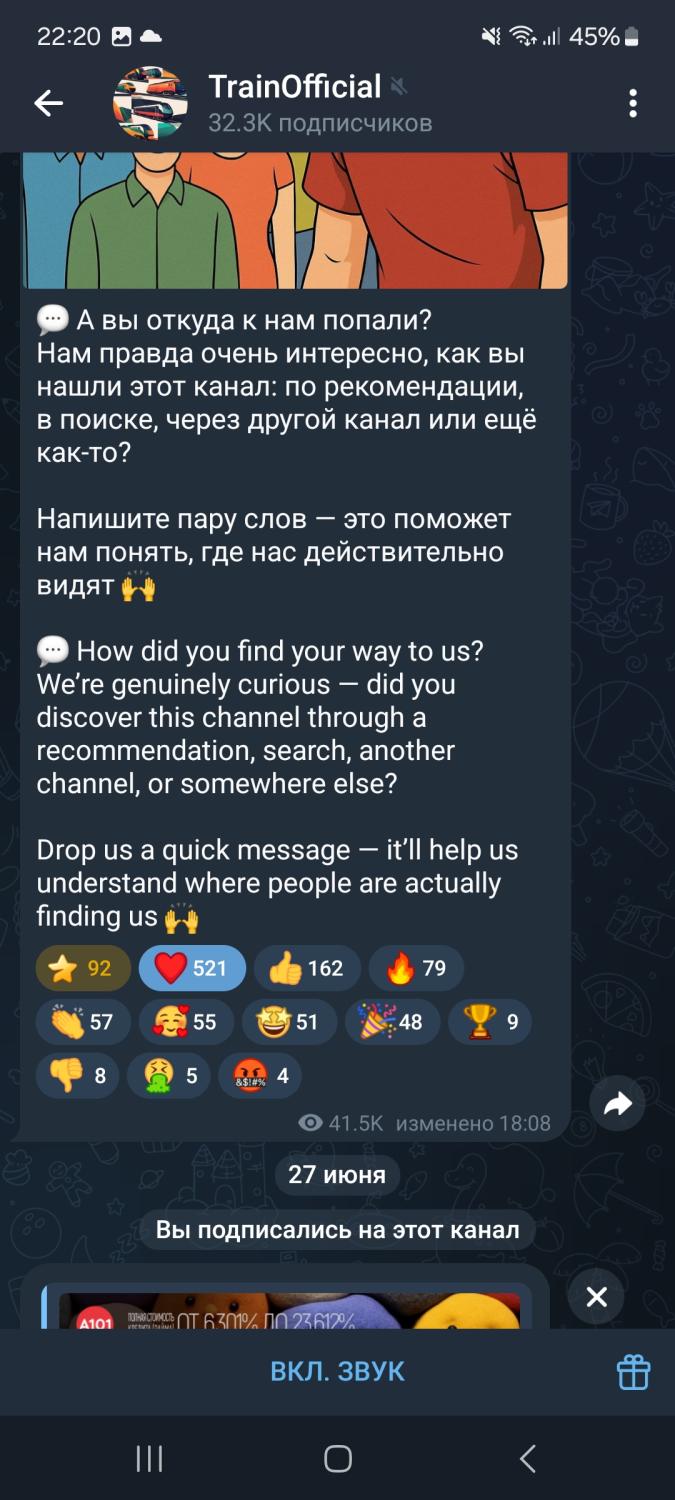 22:20
45%
TrainOfficial
32.3K подписчиков
💬 А вы откуда к нам попали?
Нам правда очень интересно, как вы
нашли этот канал: по рекомендации,
в поиске, через другой канал или ещё
как-то?
Напишите пару слов — это поможет
нам понять, где нас действительно
видят 🙌
💬 How did you find your way to us?
We’re genuinely curious — did you
discover this channel through a
recommendation, search, another
channel, or somewhere else?
Drop us a quick message — it’ll help us
understand where people are actually
finding us 🙌
⭐ 92 ❤️ 521 👍 162 🔥 79
👏 57 🥰 55 🤩 51 🎉 48 🏆 9
👎 8 🤮 5 🤬 4
41.5K изменено 18:08
27 июня
Вы подписались на этот канал
А101
ПОЛНАЯ СТОИМОСТЬ
ОТ 6,301% ДО 23,612%
ВКЛ. ЗВУК